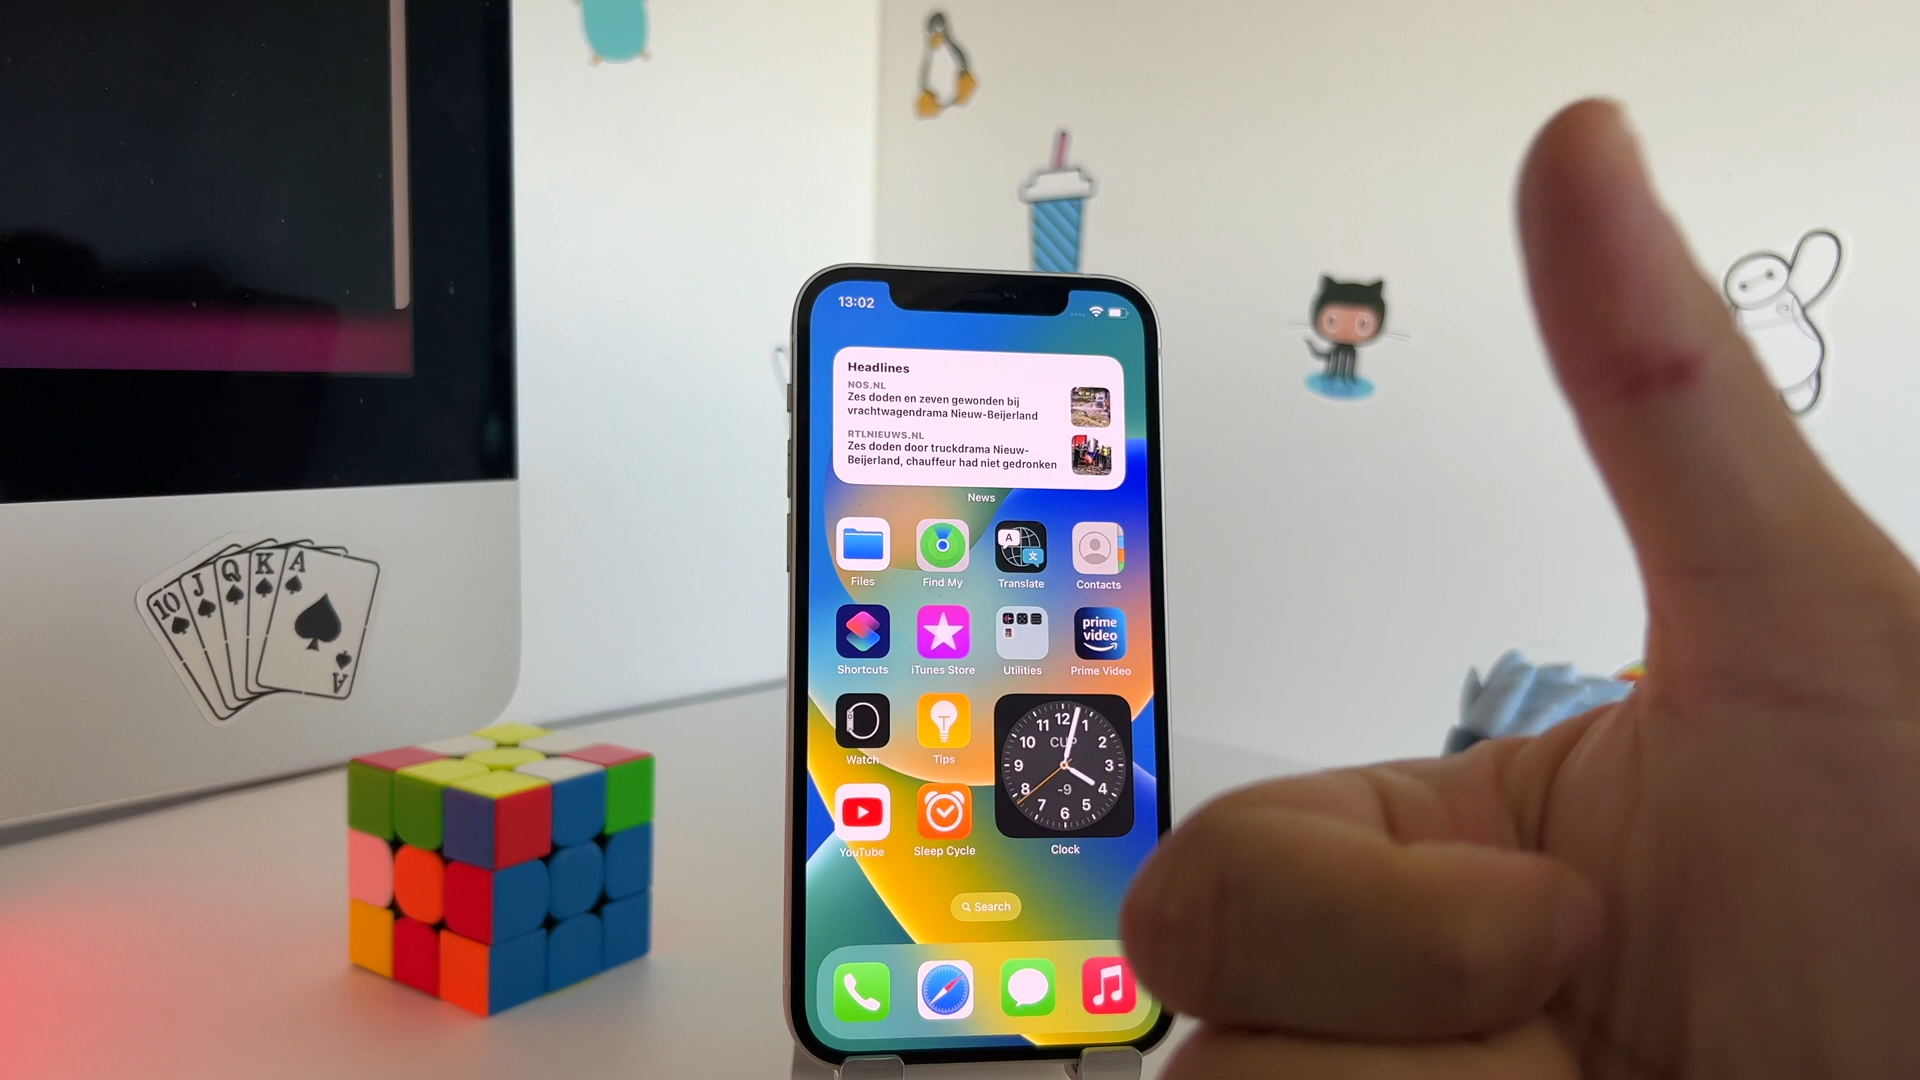 13:02
Headlines
NOS.NL
Zes doden en zeven gewonden bij
vrachtwagendrama Nieuw-Beijerland
RTLNIEUWS.NL
Zes doden door truckdrama Nieuw-
Beijerland, chauffeur had niet gedronken
News
A 文
Files Find My Translate Contacts
prime
video
Shortcuts iTunes Store Utilities Prime Video
Watch Tips
12
11 1
10 CUP 2
9 3
8 -9 4
7 5
6
YouTube Sleep Cycle Clock
Search
10 J Q K A
A